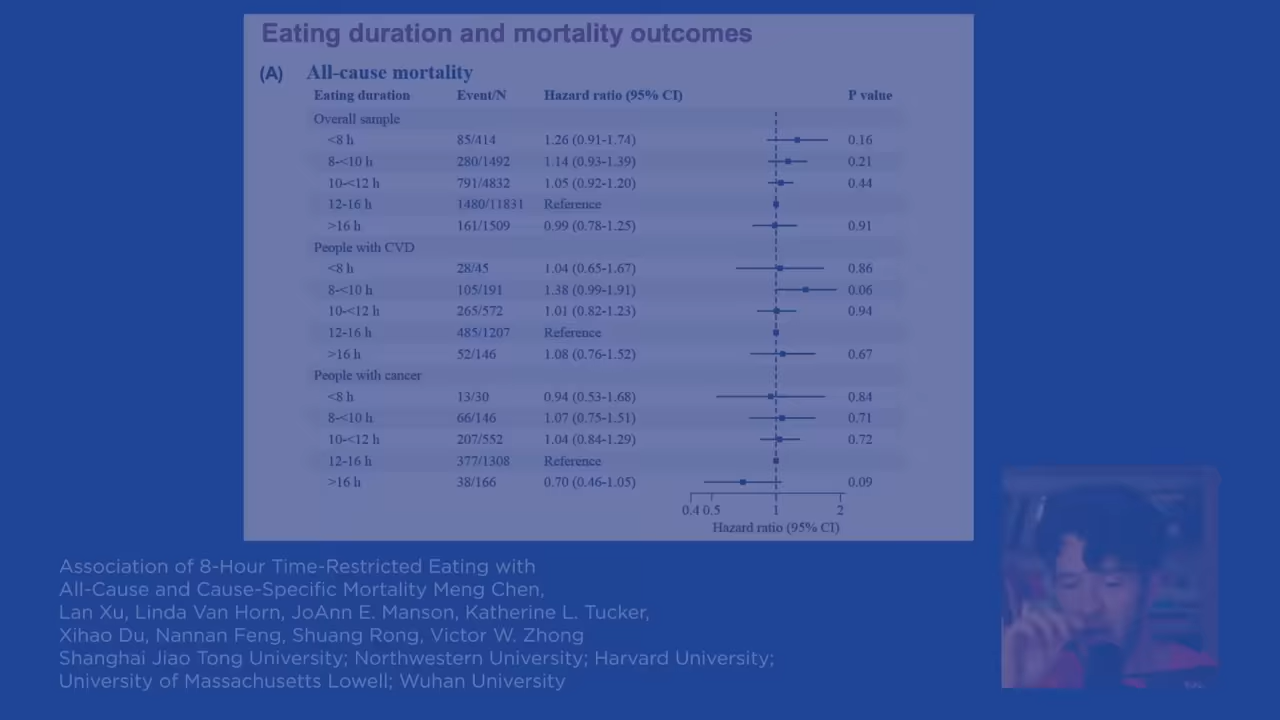 Eating duration and mortality outcomes
(A) All-cause mortality
Eating duration Event/N Hazard ratio (95% CI) P value
Overall sample
<8 h 85/414 1.26 (0.91-1.74) 0.16
8-<10 h 280/1492 1.14 (0.93-1.39) 0.21
10-<12 h 791/4832 1.05 (0.92-1.20) 0.44
12-16 h 1480/11831 Reference
>16 h 161/1509 0.99 (0.78-1.25) 0.91
People with CVD
<8 h 28/45 1.04 (0.65-1.67) 0.86
8-<10 h 105/191 1.38 (0.99-1.91) 0.06
10-<12 h 265/572 1.01 (0.82-1.23) 0.94
12-16 h 485/1207 Reference
>16 h 52/146 1.08 (0.76-1.52) 0.67
People with cancer
<8 h 13/30 0.94 (0.53-1.68) 0.84
8-<10 h 66/146 1.07 (0.75-1.51) 0.71
10-<12 h 207/552 1.04 (0.84-1.29) 0.72
12-16 h 377/1308 Reference
>16 h 38/166 0.70 (0.46-1.05) 0.09
0.4 0.5 1 2
Hazard ratio (95% CI)
Association of 8-Hour Time-Restricted Eating with
All-Cause and Cause-Specific Mortality Meng Chen,
Lan Xu, Linda Van Horn, JoAnn E. Manson, Katherine L. Tucker,
Xihao Du, Nannan Feng, Shuang Rong, Victor W. Zhong
Shanghai Jiao Tong University; Northwestern University; Harvard University;
University of Massachusetts Lowell; Wuhan University